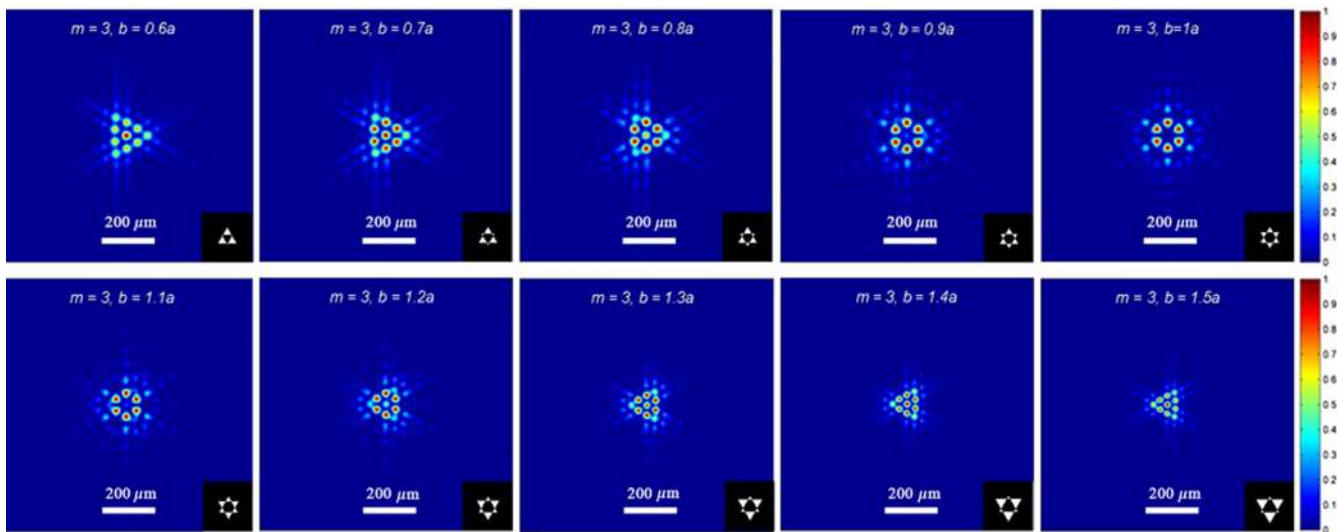 m = 3, b = 0.6a
m = 3, b = 0.7a
m = 3, b = 0.8a
m = 3, b = 0.9a
m = 3, b=1a
200 µm
200 µm
200 µm
200 µm
200 µm
1
0.9
0.8
0.7
0.6
0.5
0.4
0.3
0.2
0.1
0
m = 3, b = 1.1a
m = 3, b = 1.2a
m = 3, b = 1.3a
m = 3, b = 1.4a
m = 3, b = 1.5a
200 µm
200 µm
200 µm
200 µm
200 µm
1
0.9
0.8
0.7
0.6
0.5
0.4
0.3
0.2
0.1
0